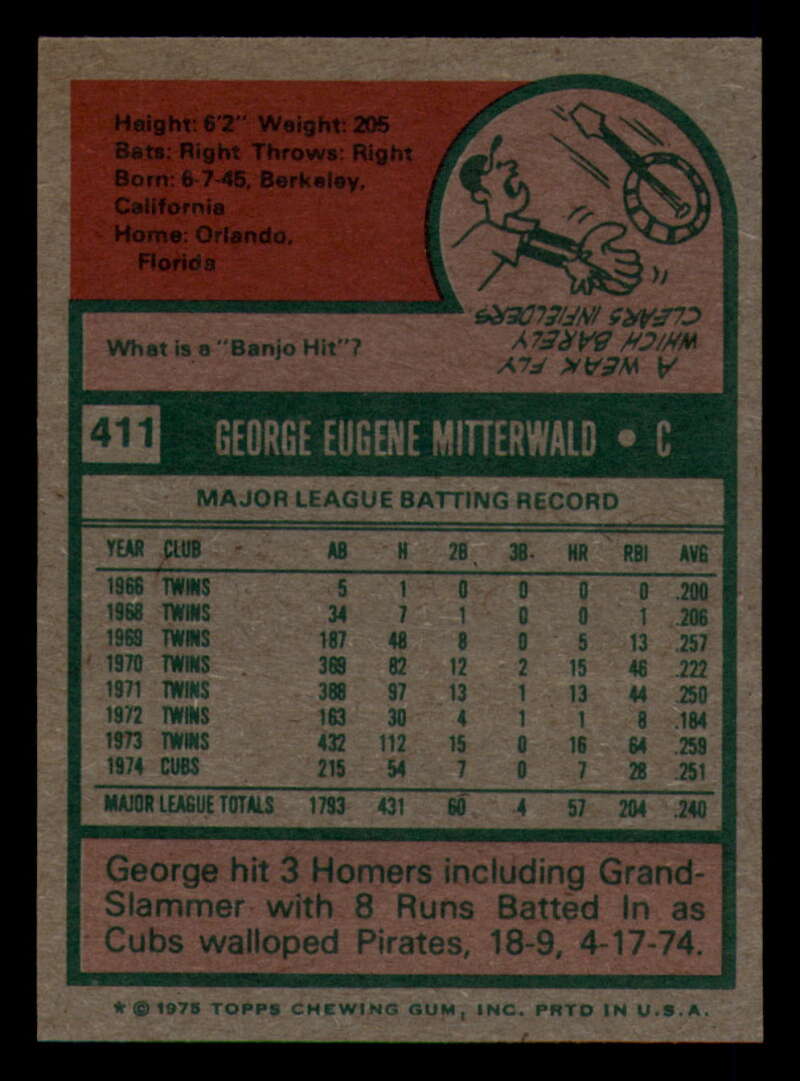 Height: 6'2" Weight: 205
Bats: Right Throws: Right
Born: 6-7-45, Berkeley,
California
Home: Orlando,
Florida
What is a "Banjo Hit"?
A WEAK FLY
WHICH BARELY
CLEARS INFIELDERS
411 GEORGE EUGENE MITTERWALD • C
MAJOR LEAGUE BATTING RECORD
YEAR CLUB AB H 2B 3B HR RBI AVG
1966 TWINS 5 1 0 0 0 0 .200
1968 TWINS 34 7 1 0 0 1 .206
1969 TWINS 187 48 8 0 5 13 .257
1970 TWINS 369 82 12 2 15 46 .222
1971 TWINS 388 97 13 1 13 44 .250
1972 TWINS 163 30 4 1 1 8 .184
1973 TWINS 432 112 15 0 16 64 .259
1974 CUBS 215 54 7 0 7 28 .251
MAJOR LEAGUE TOTALS 1793 431 60 4 57 204 .240
George hit 3 Homers including Grand-
Slammer with 8 Runs Batted In as
Cubs walloped Pirates, 18-9, 4-17-74.
* © 1975 TOPPS CHEWING GUM, INC. PRTD IN U.S.A.